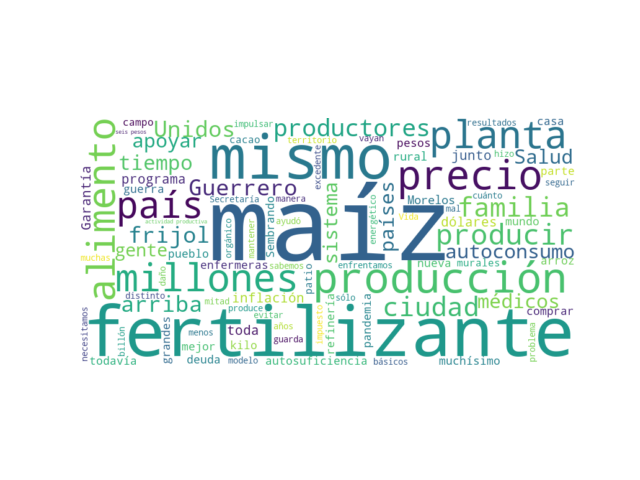 campo
impulsar
resultados
casa
seis pesos
Unidos
productores
planta
apoyar
cacao
territorio
vayan
mundo
tiempo
mismo
pesos
junto
hizo
Salud
alimento
Garantía
programa
rural
parte
guerra
Guerrero
excedente
precio
seguir
país
Secretaría
manera
maíz
países
Morelos
mal
cuánto
familia
actividad productiva
ayudó
sistema
energético
Vida
dólares
frijol
orgánico
mantener
sembrando
producir
gente
pueblo
autoconsumo
muchas
enfermeras
sabemos
enfrentamos
nueva
murales
arroz
millones
daño
patio
producción
distinto
mitad
inflación
sólo
médicos
arriba
produce
evitar
ciudad
comprar
necesitamos
fertilizante
billón
grandes
menos
toda
años
guarda
impuesto
refinería
pandemia
problema
mejor
kilo
todavía
deuda
modelo
autosuficiencia
básicos
muchísimo